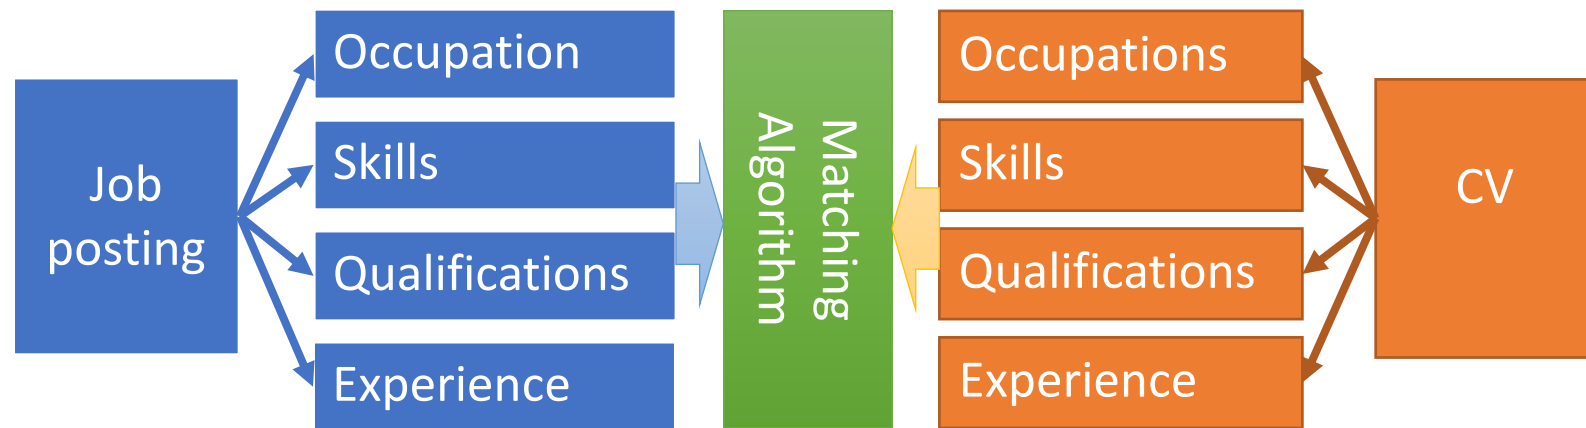 Job
posting
Occupation
Skills
Qualifications
Experience
Matching
Algorithm
Occupations
Skills
Qualifications
Experience
CV